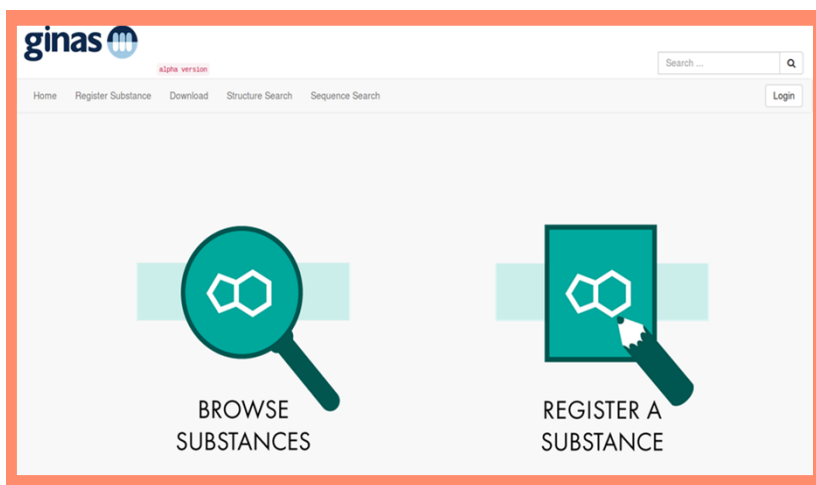 ginas
alpha version
Search ...
Home Register Substance Download Structure Search Sequence Search Login
BROWSE
SUBSTANCES
REGISTER A
SUBSTANCE